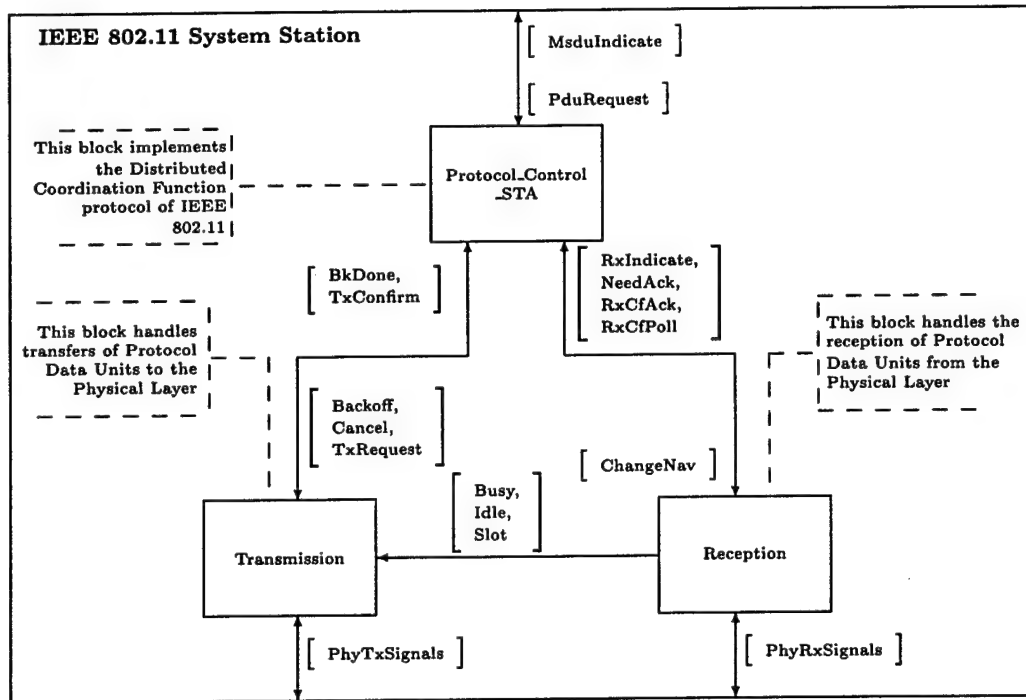 IEEE 802.11 System Station
[ MsduIndicate ]
[ PduRequest ]
This block implements
the Distributed
Coordination Function
protocol of IEEE
802.11
Protocol_Control
_STA
[ BkDone,
TxConfirm ]
[ RxIndicate,
NeedAck,
RxCfAck,
RxCfPoll ]
This block handles
transfers of Protocol
Data Units to the
Physical Layer
This block handles the
reception of Protocol
Data Units from the
Physical Layer
[ Backoff,
Cancel,
TxRequest ]
[ ChangeNav ]
[ Busy,
Idle,
Slot ]
Transmission
Reception
[ PhyTxSignals ]
[ PhyRxSignals ]